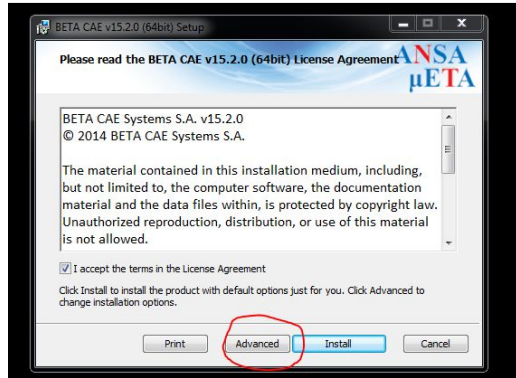 BETA CAE v15.2.0 (64bit) Setup
Please read the BETA CAE v15.2.0 (64bit) License Agreement
ANSA
µETA
BETA CAE Systems S.A. v15.2.0
© 2014 BETA CAE Systems S.A.
The material contained in this installation medium, including,
but not limited to, the computer software, the documentation
material and the data files within, is protected by copyright law.
Unauthorized reproduction, distribution, or use of this material
is not allowed.
I accept the terms in the License Agreement
Click Install to install the product with default options just for you. Click Advanced to
change installation options.
Print Advanced Install Cancel